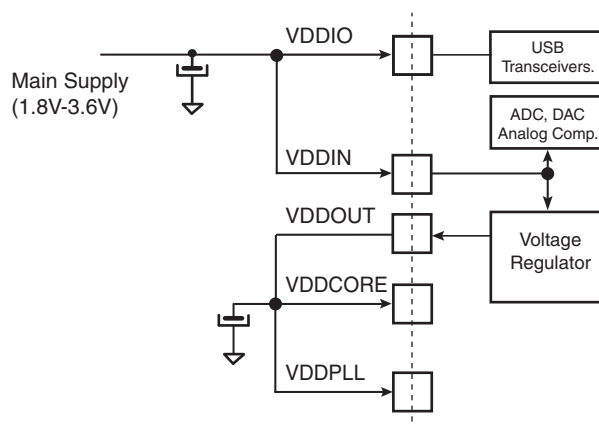 VDDIO
USB
Transceivers.
Main Supply
(1.8V-3.6V)
ADC, DAC
Analog Comp.
VDDIN
VDDOUT
Voltage
Regulator
VDDCORE
VDDPLL